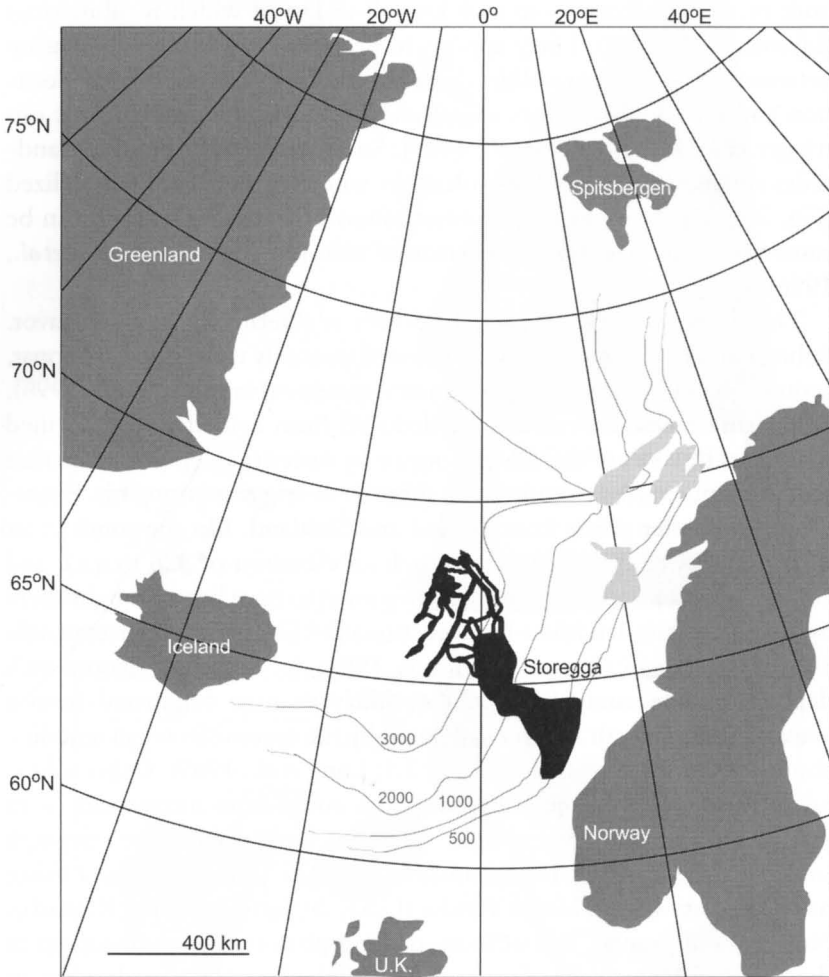 40°W 20°W 0° 20°E 40°E
75°N
Spitsbergen
Greenland
70°N
65°N
Iceland
Storegga
3000
60°N
2000 1000
500
Norway
400 km
U.K.